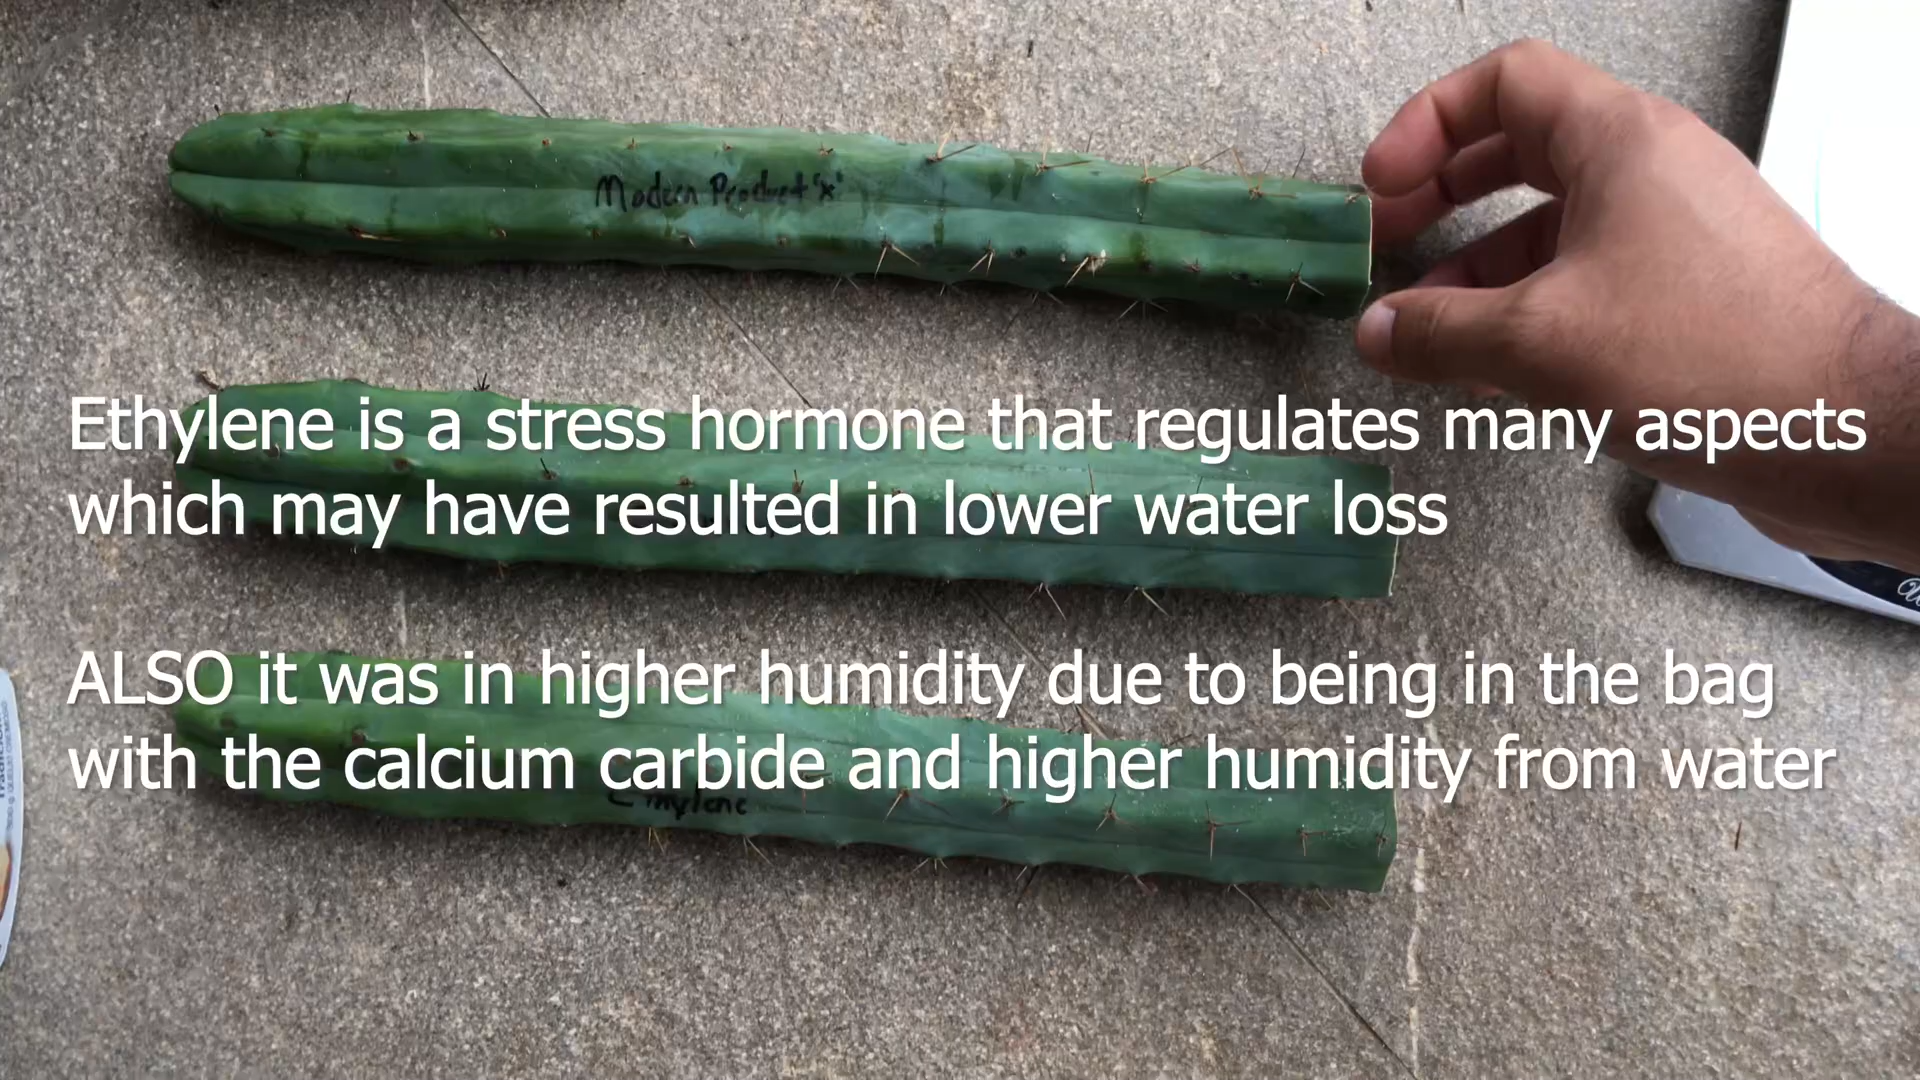 Modern Product 'x'
Ethylene is a stress hormone that regulates many aspects
which may have resulted in lower water loss
ALSO it was in higher humidity due to being in the bag
with the calcium carbide and higher humidity from water
Ethylene